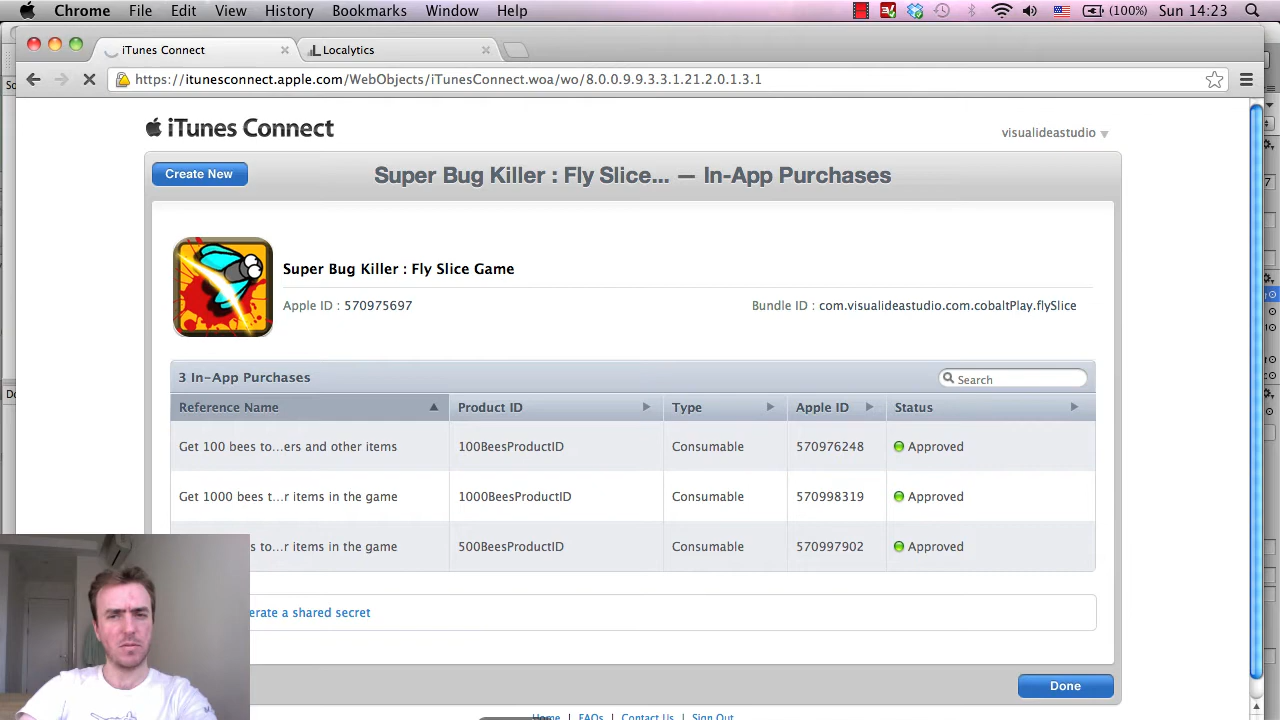 Chrome File Edit View History Bookmarks Window Help (100%) Sun 14:23
iTunes Connect Localytics
https://itunesconnect.apple.com/WebObjects/iTunesConnect.woa/wo/8.0.0.9.9.3.3.1.21.2.0.1.3.1
iTunes Connect
visualideastudio
Create New
Super Bug Killer : Fly Slice... — In-App Purchases
Super Bug Killer : Fly Slice Game
Apple ID : 570975697 Bundle ID : com.visualideastudio.com.cobaltPlay.flySlice
3 In-App Purchases Search
Reference Name Product ID Type Apple ID Status
Get 100 bees to...ers and other items 100BeesProductID Consumable 570976248 Approved
Get 1000 bees t...r items in the game 1000BeesProductID Consumable 570998319 Approved
to...r items in the game 500BeesProductID Consumable 570997902 Approved
erate a shared secret
Done
Home | FAQs | Contact Us | Sign Out